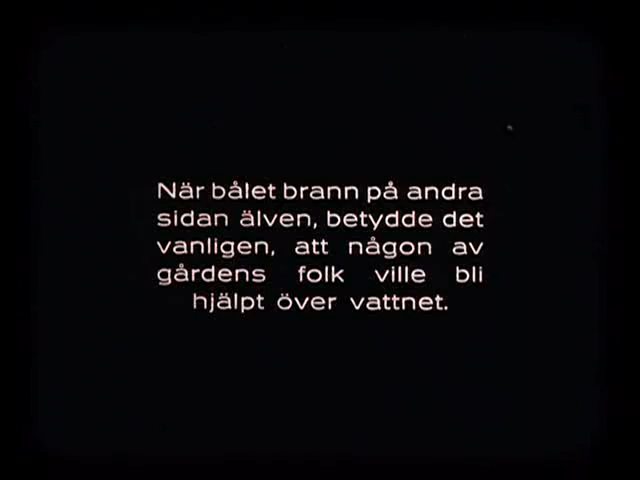 När bålet brann på andra
sidan älven, betydde det
vanligen, att någon av
gårdens folk ville bli
hjälpt över vattnet.